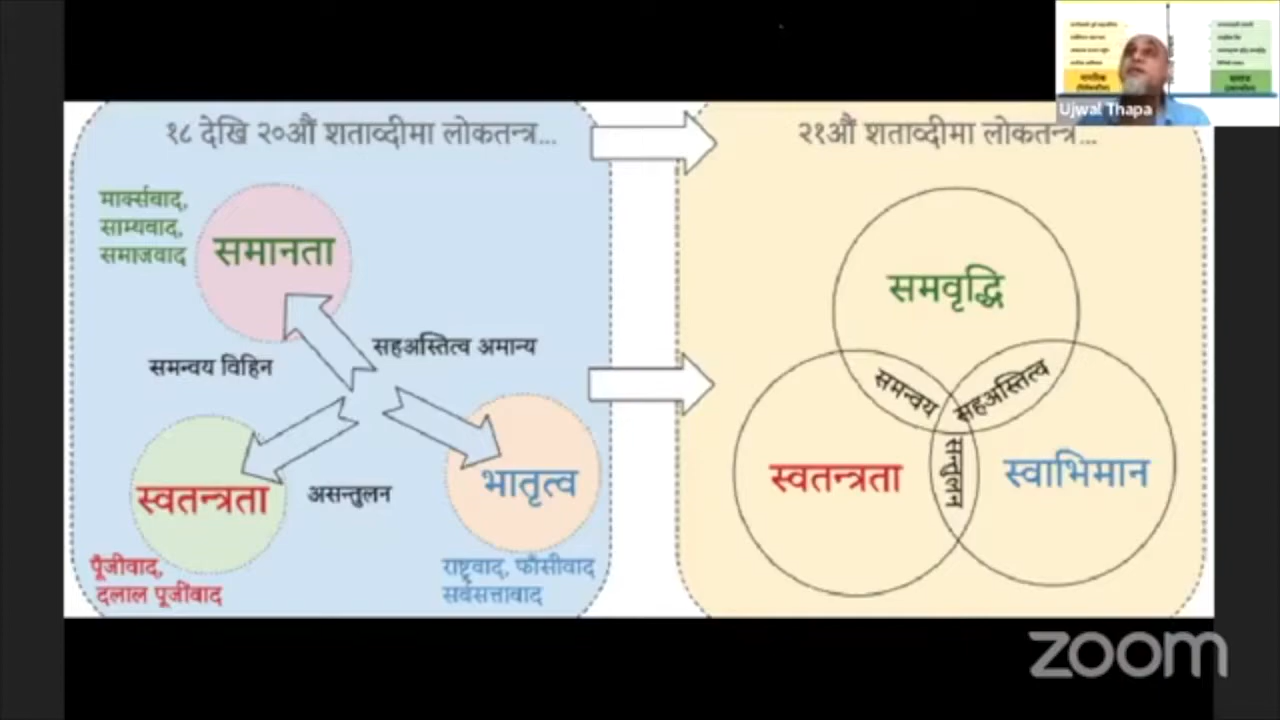 १८ देखि २०औं शताव्दीमा लोकतन्त्र...
मार्क्सवाद,
साम्यवाद,
समाजवाद
समानता
समन्वय विहिन
सहअस्तित्व अमान्य
स्वतन्त्रता
असन्तुलन
भातृत्व
पूँजीवाद,
दलाल पूजींवाद
राष्ट्रवाद, फाँसीवाद
सर्वसत्तावाद
२१औं शताव्दीमा लोकतन्त्र...
समवृद्धि
समन्वय
सहअस्तित्व
स्वतन्त्रता
सन्तुलन
स्वाभिमान
Ujwal Thapa
zoom